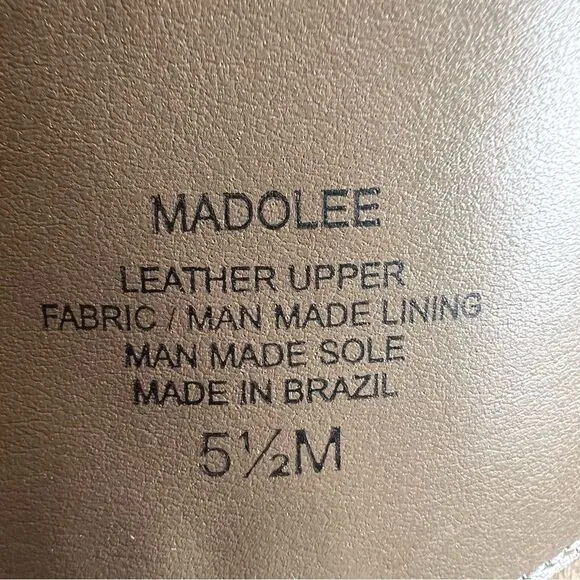 MADOLEE
LEATHER UPPER
FABRIC / MAN MADE LINING
MAN MADE SOLE
MADE IN BRAZIL
5½M